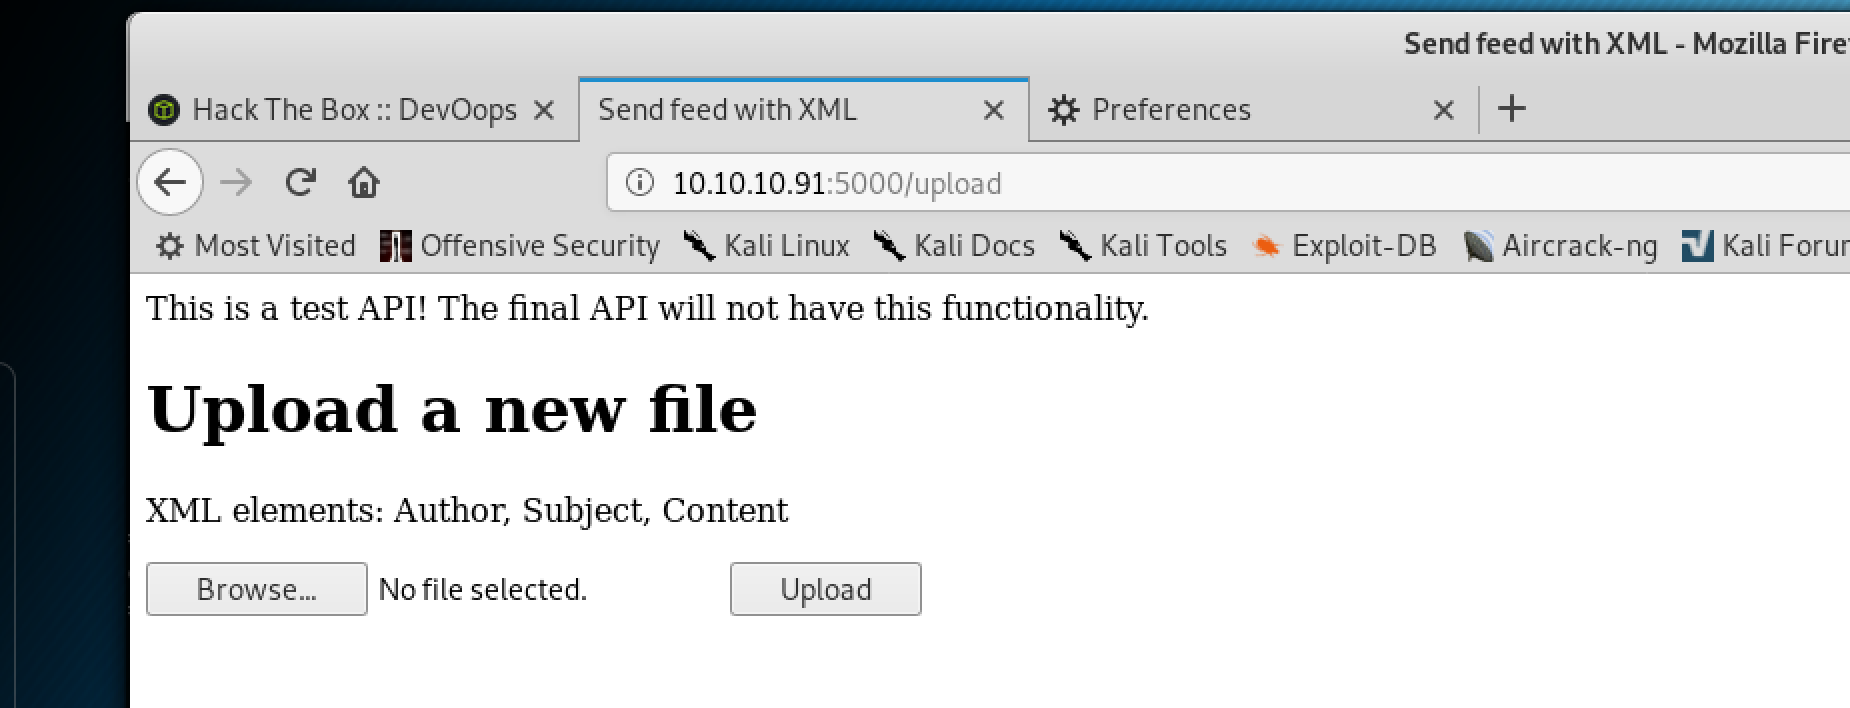 Send feed with XML - Mozilla Fire
Hack The Box :: DevOops Send feed with XML Preferences
10.10.10.91:5000/upload
Most Visited Offensive Security Kali Linux Kali Docs Kali Tools Exploit-DB Aircrack-ng Kali Forum
This is a test API! The final API will not have this functionality.
Upload a new file
XML elements: Author, Subject, Content
Browse... No file selected. Upload